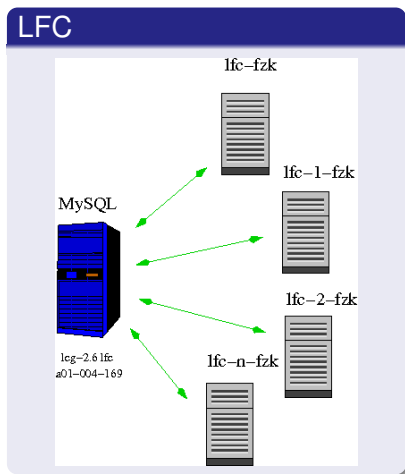 LFC
lfc-fzk
lfc-1-fzk
MySQL
lfc-2-fzk
lcg-2.6 lfc
a01-004-169
lfc-n-fzk